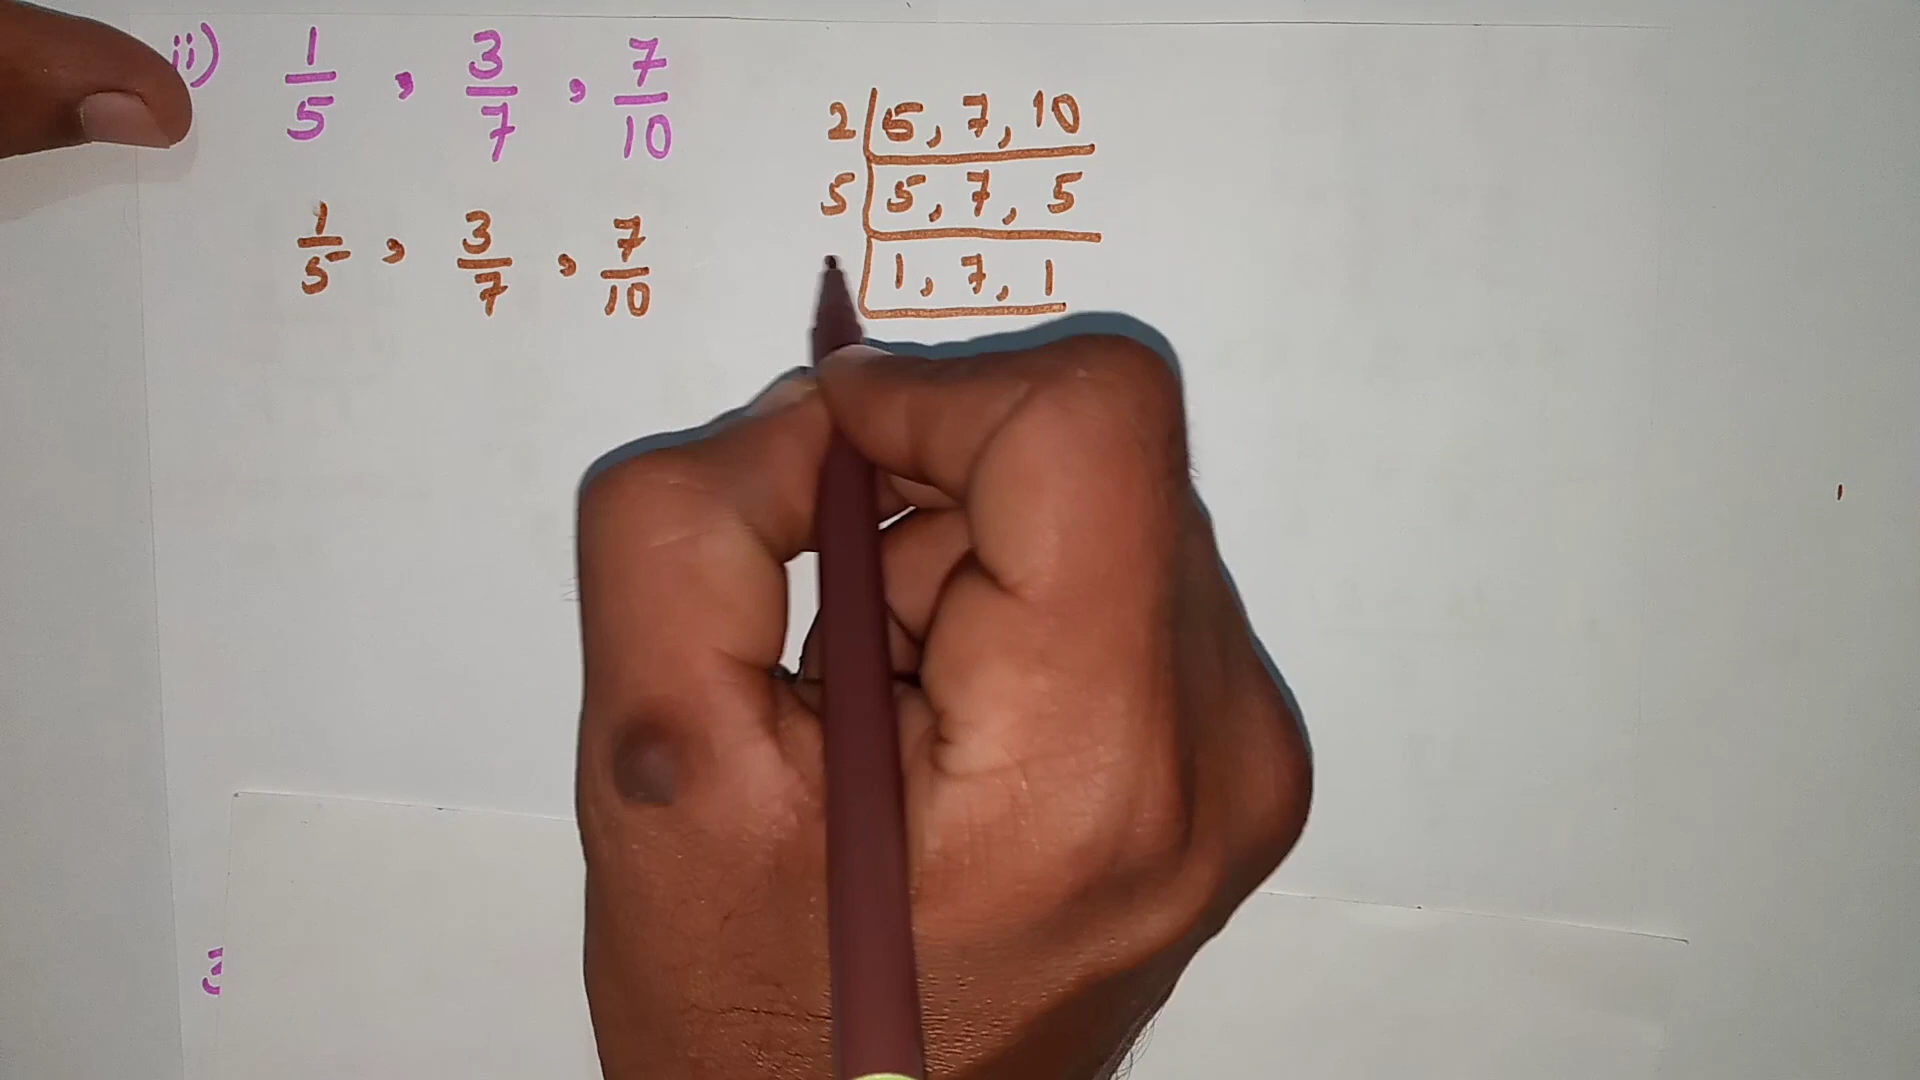 ii) 1/5 , 3/7 , 7/10
1/5 , 3/7 , 7/10
2 | 5, 7, 10
5 | 5, 7, 5
1, 7, 1